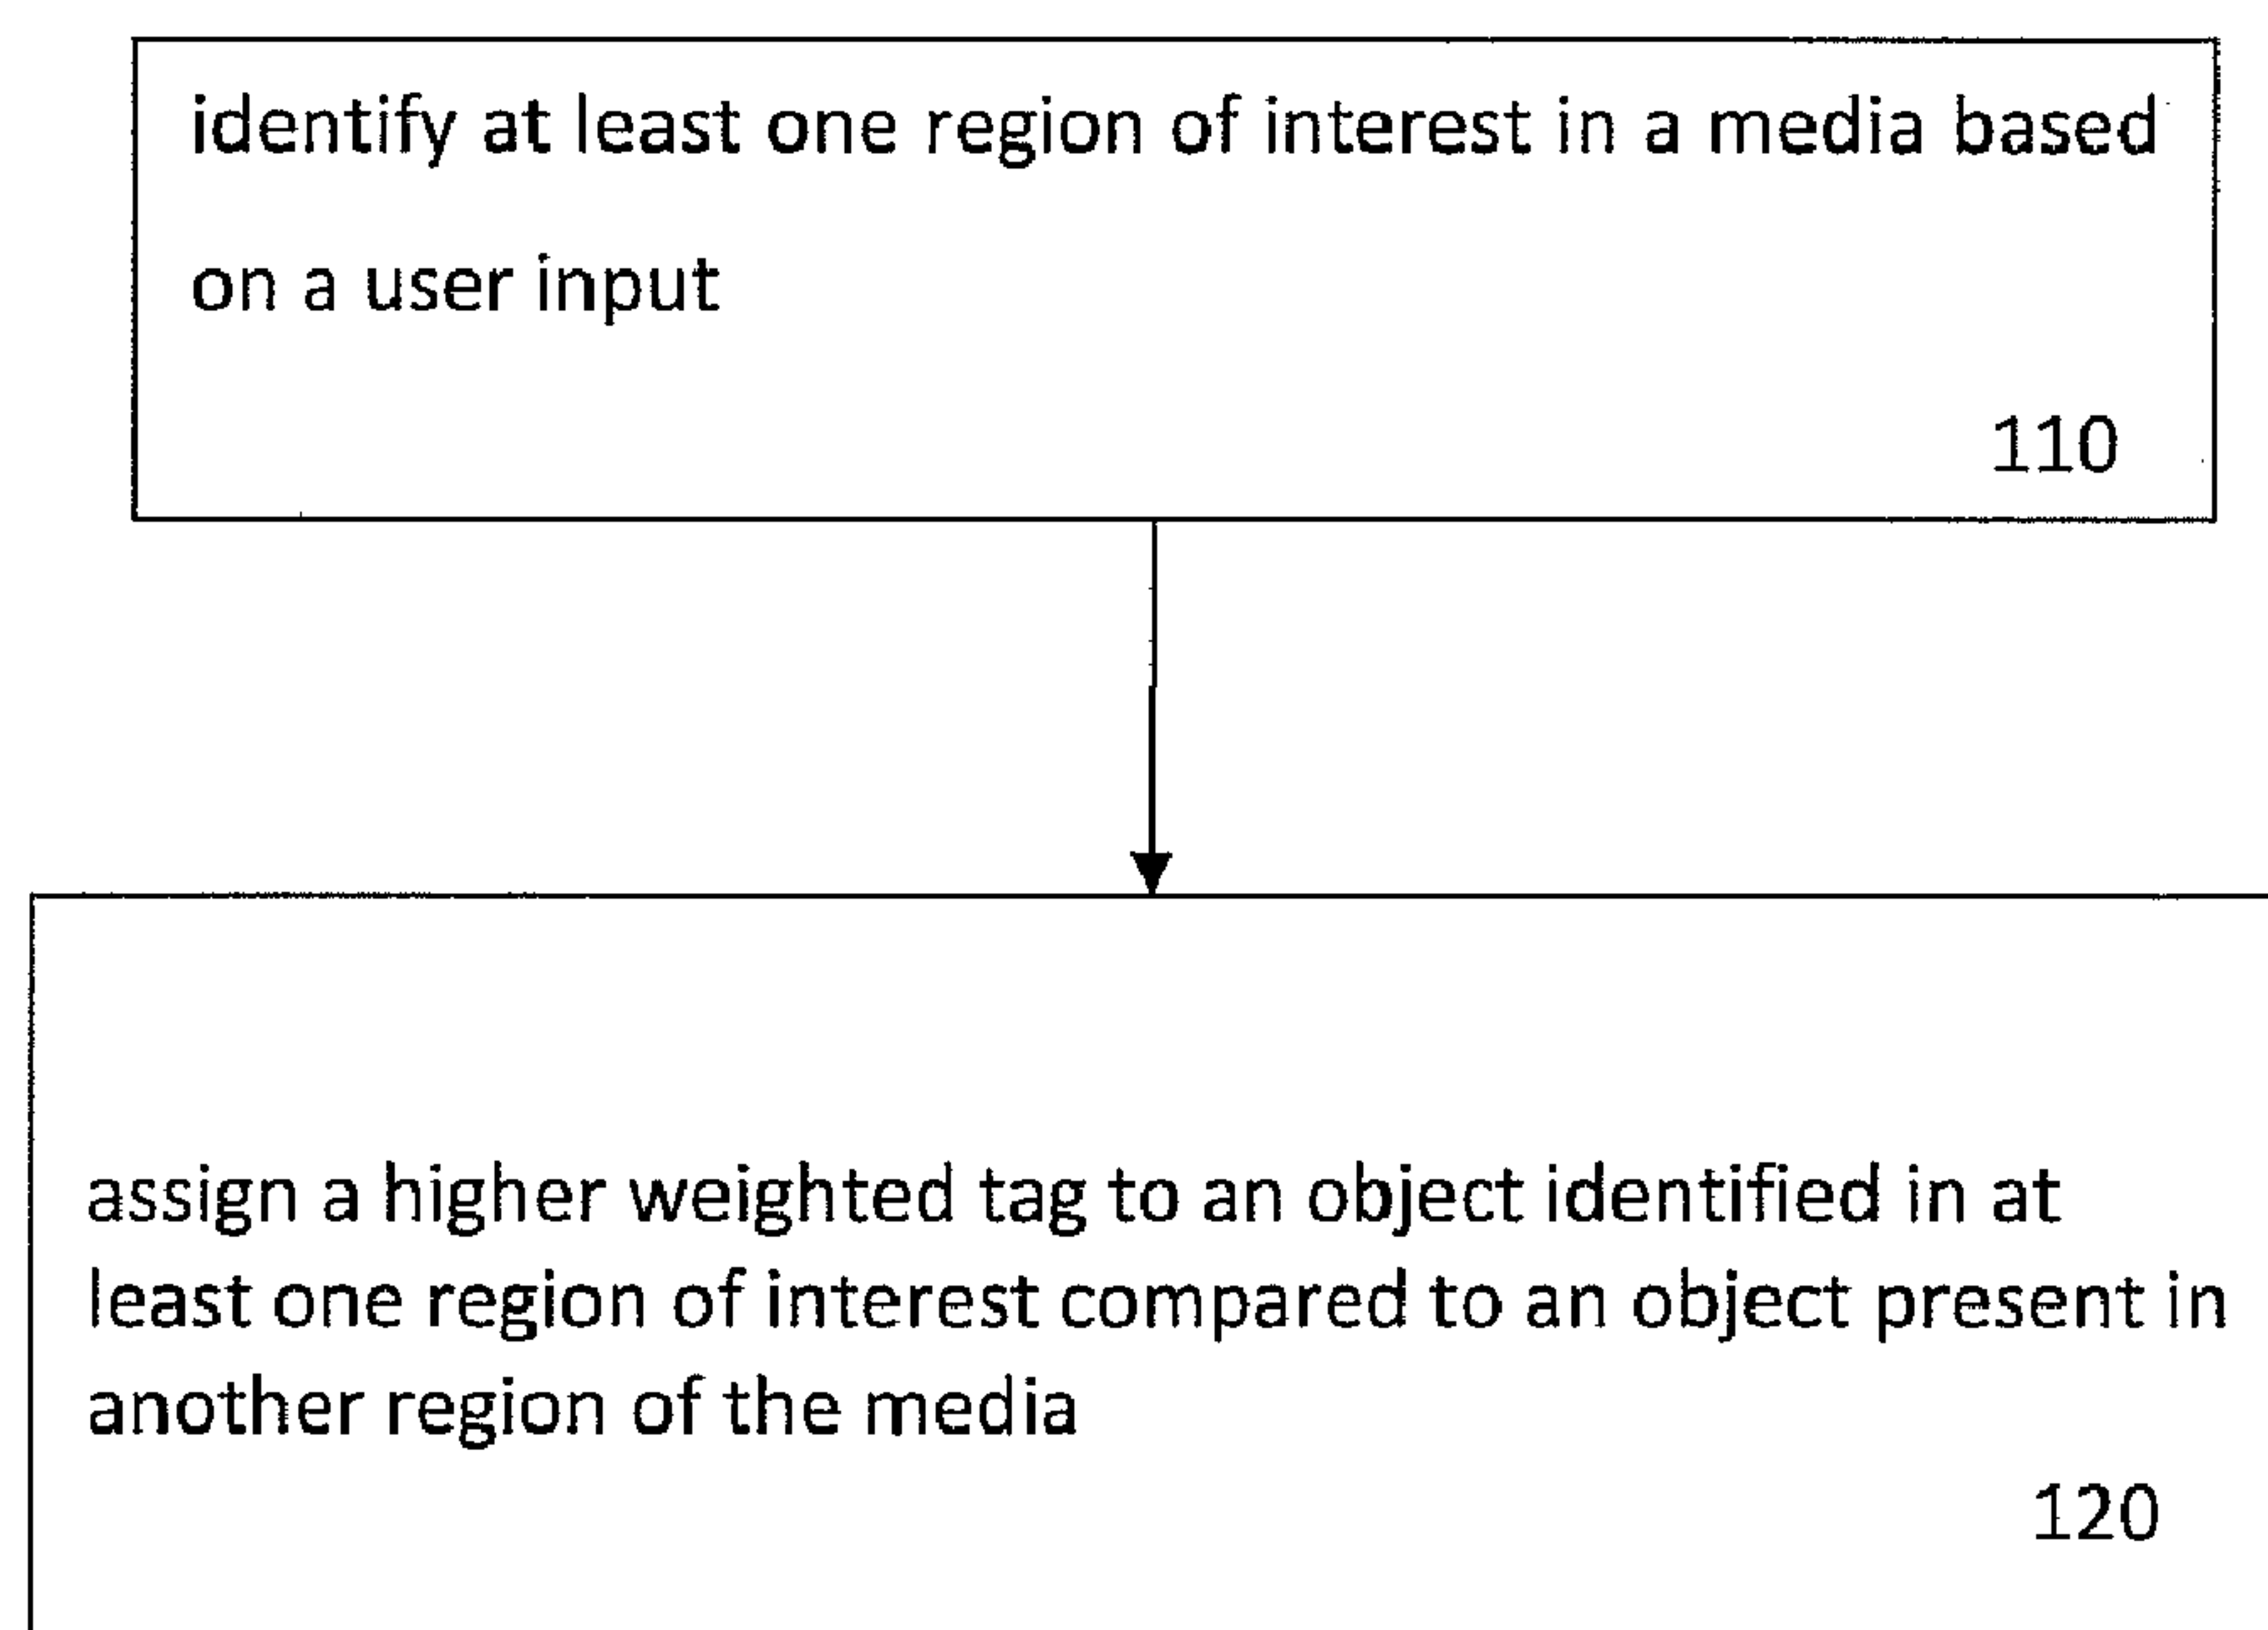 identify at least one region of interest in a media based
on a user input
110
assign a higher weighted tag to an object identified in at
least one region of interest compared to an object present in
another region of the media
120